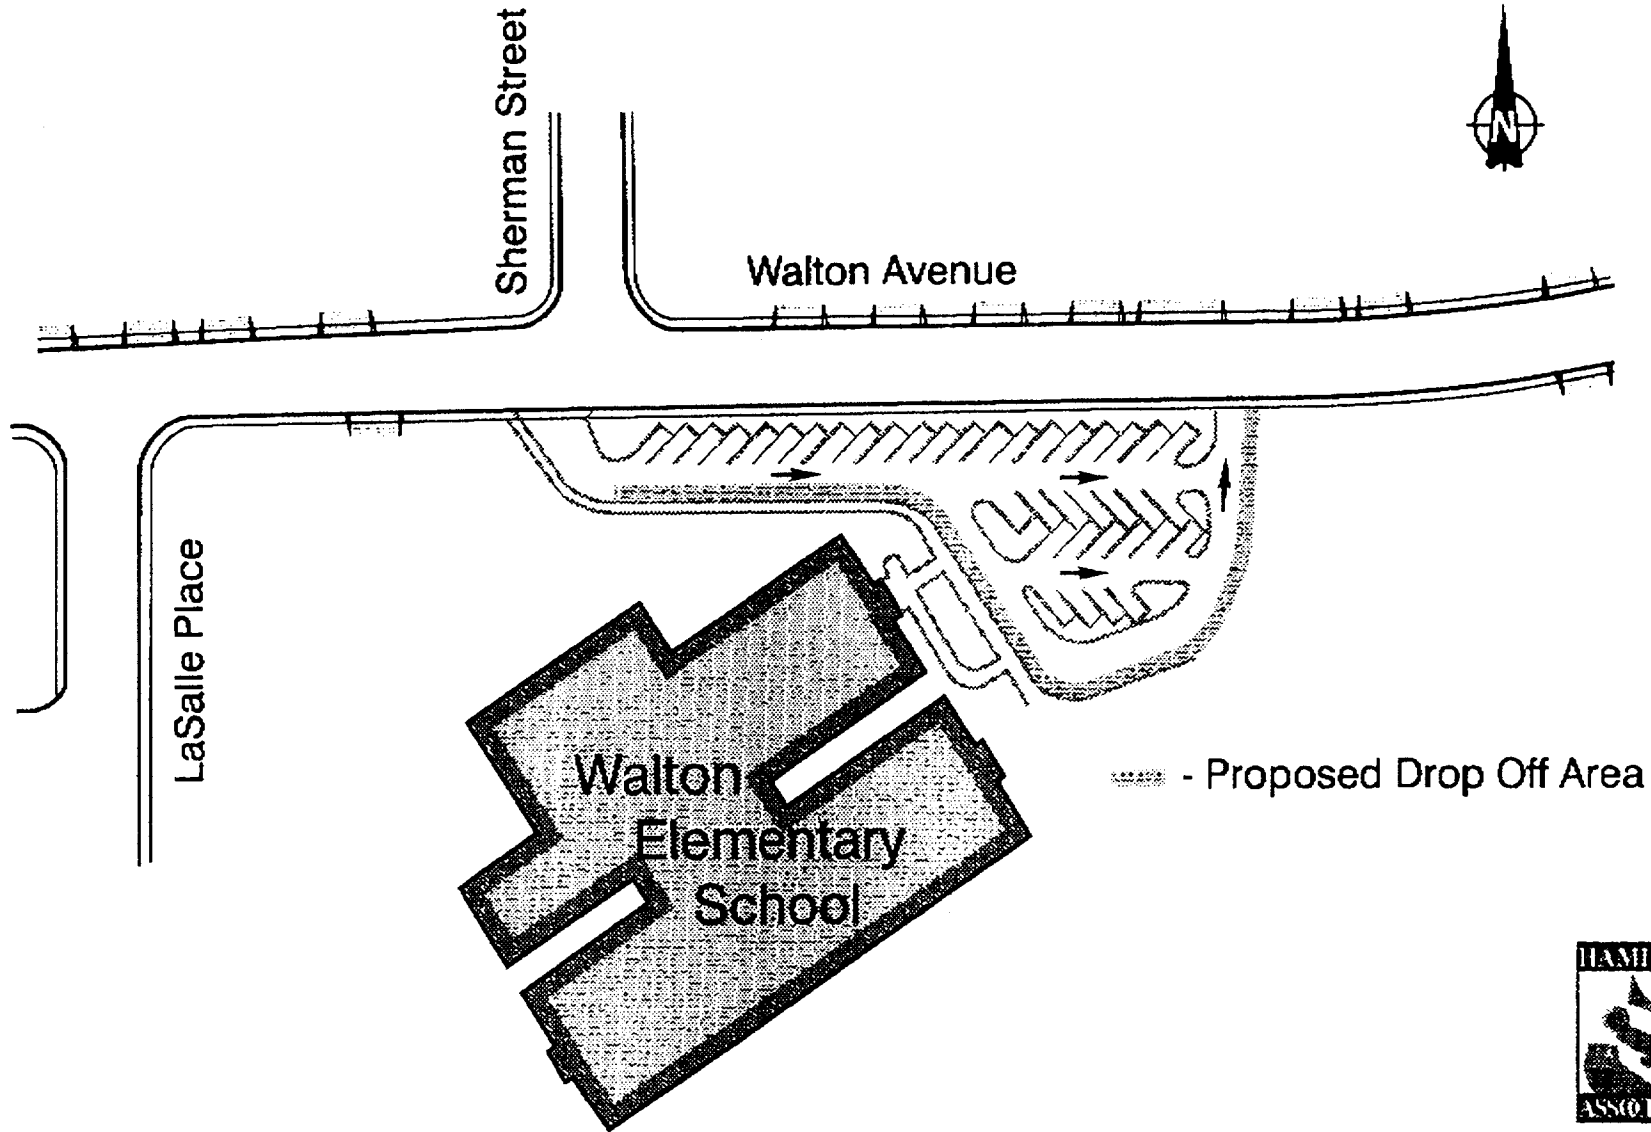 Sherman Street
N
Walton Avenue
LaSalle Place
- Proposed Drop Off Area
Walton
Elementary
School